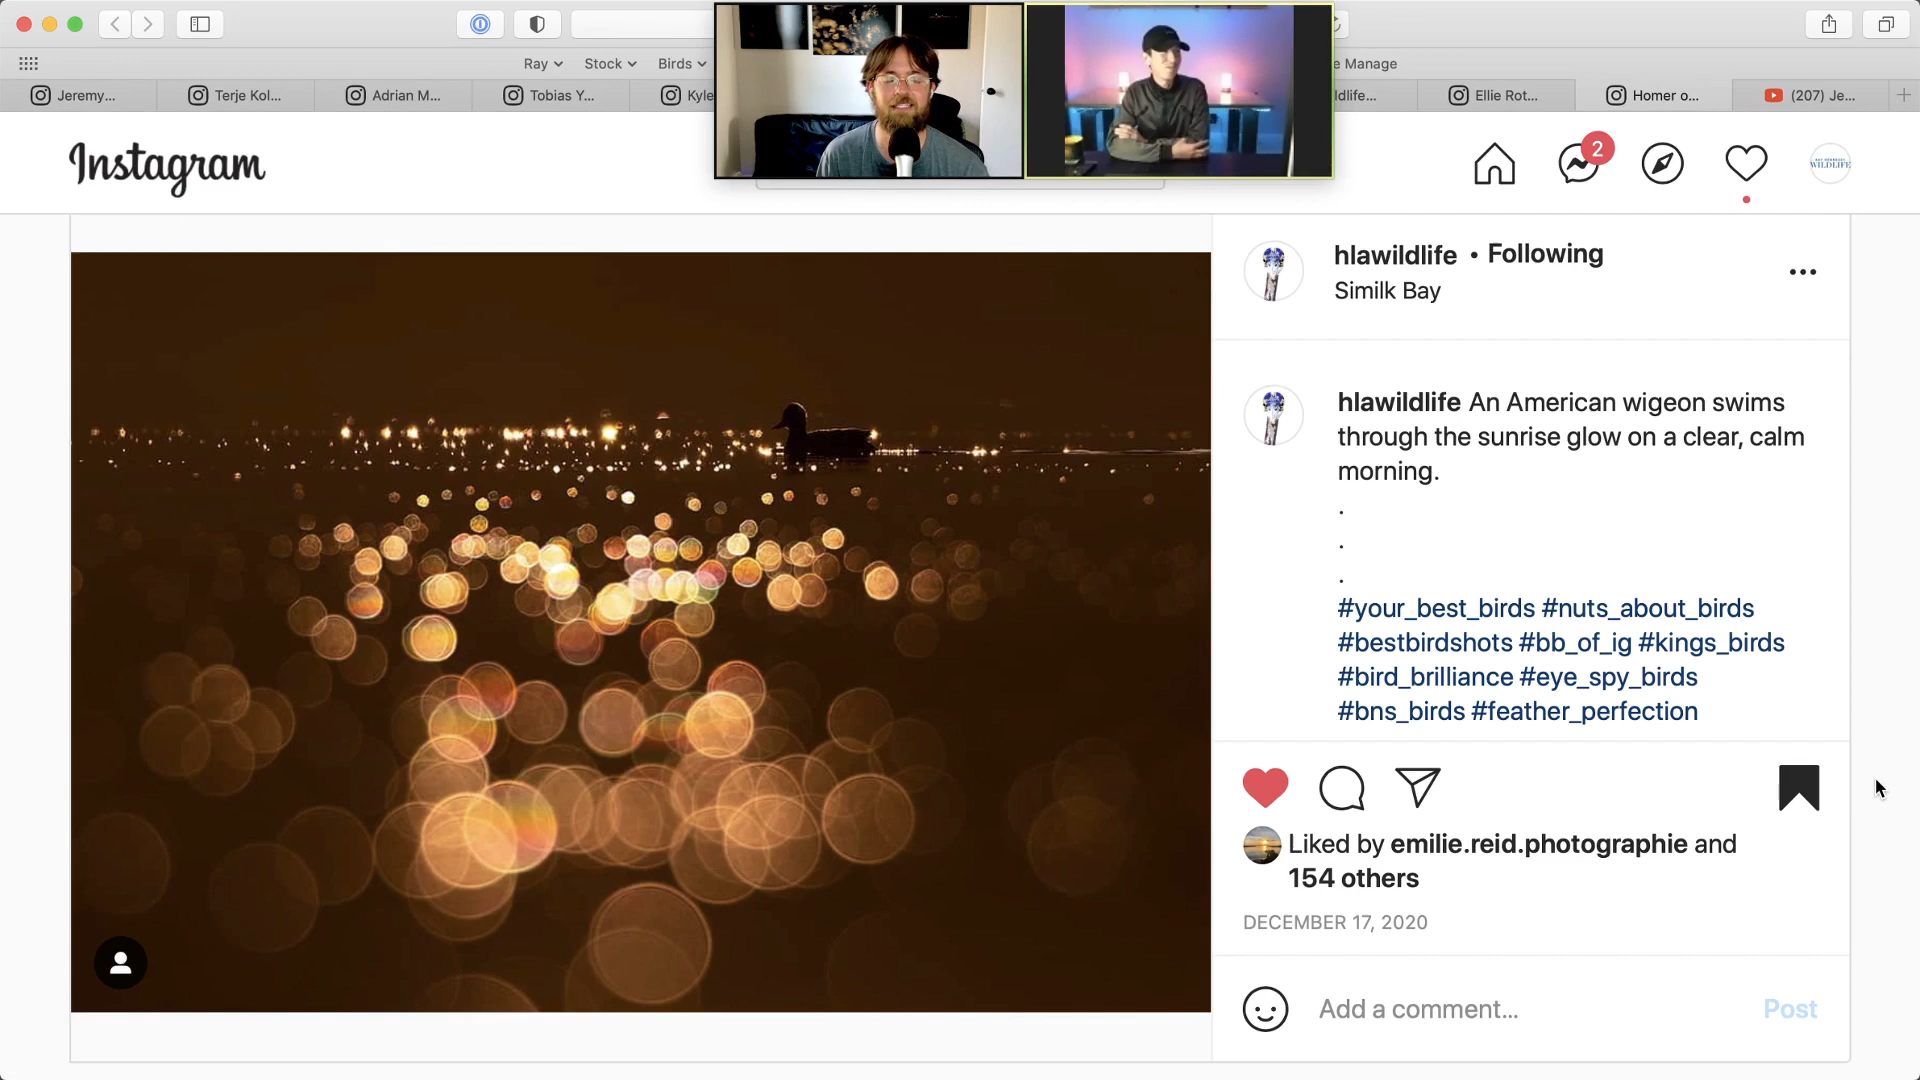 Ray
Stock
Birds
e Manage
Jeremy...
Terje Kol...
Adrian M...
Tobias Y...
Kyle
ldlife...
Ellie Rot...
Homer o...
(207) Je...
Instagram
2
WILDLIFE
hlawildlife • Following
Similk Bay
hlawildlife An American wigeon swims
through the sunrise glow on a clear, calm
morning.
.
.
.
#your_best_birds #nuts_about_birds
#bestbirdshots #bb_of_ig #kings_birds
#bird_brilliance #eye_spy_birds
#bns_birds #feather_perfection
Liked by emilie.reid.photographie and
154 others
DECEMBER 17, 2020
Add a comment...
Post